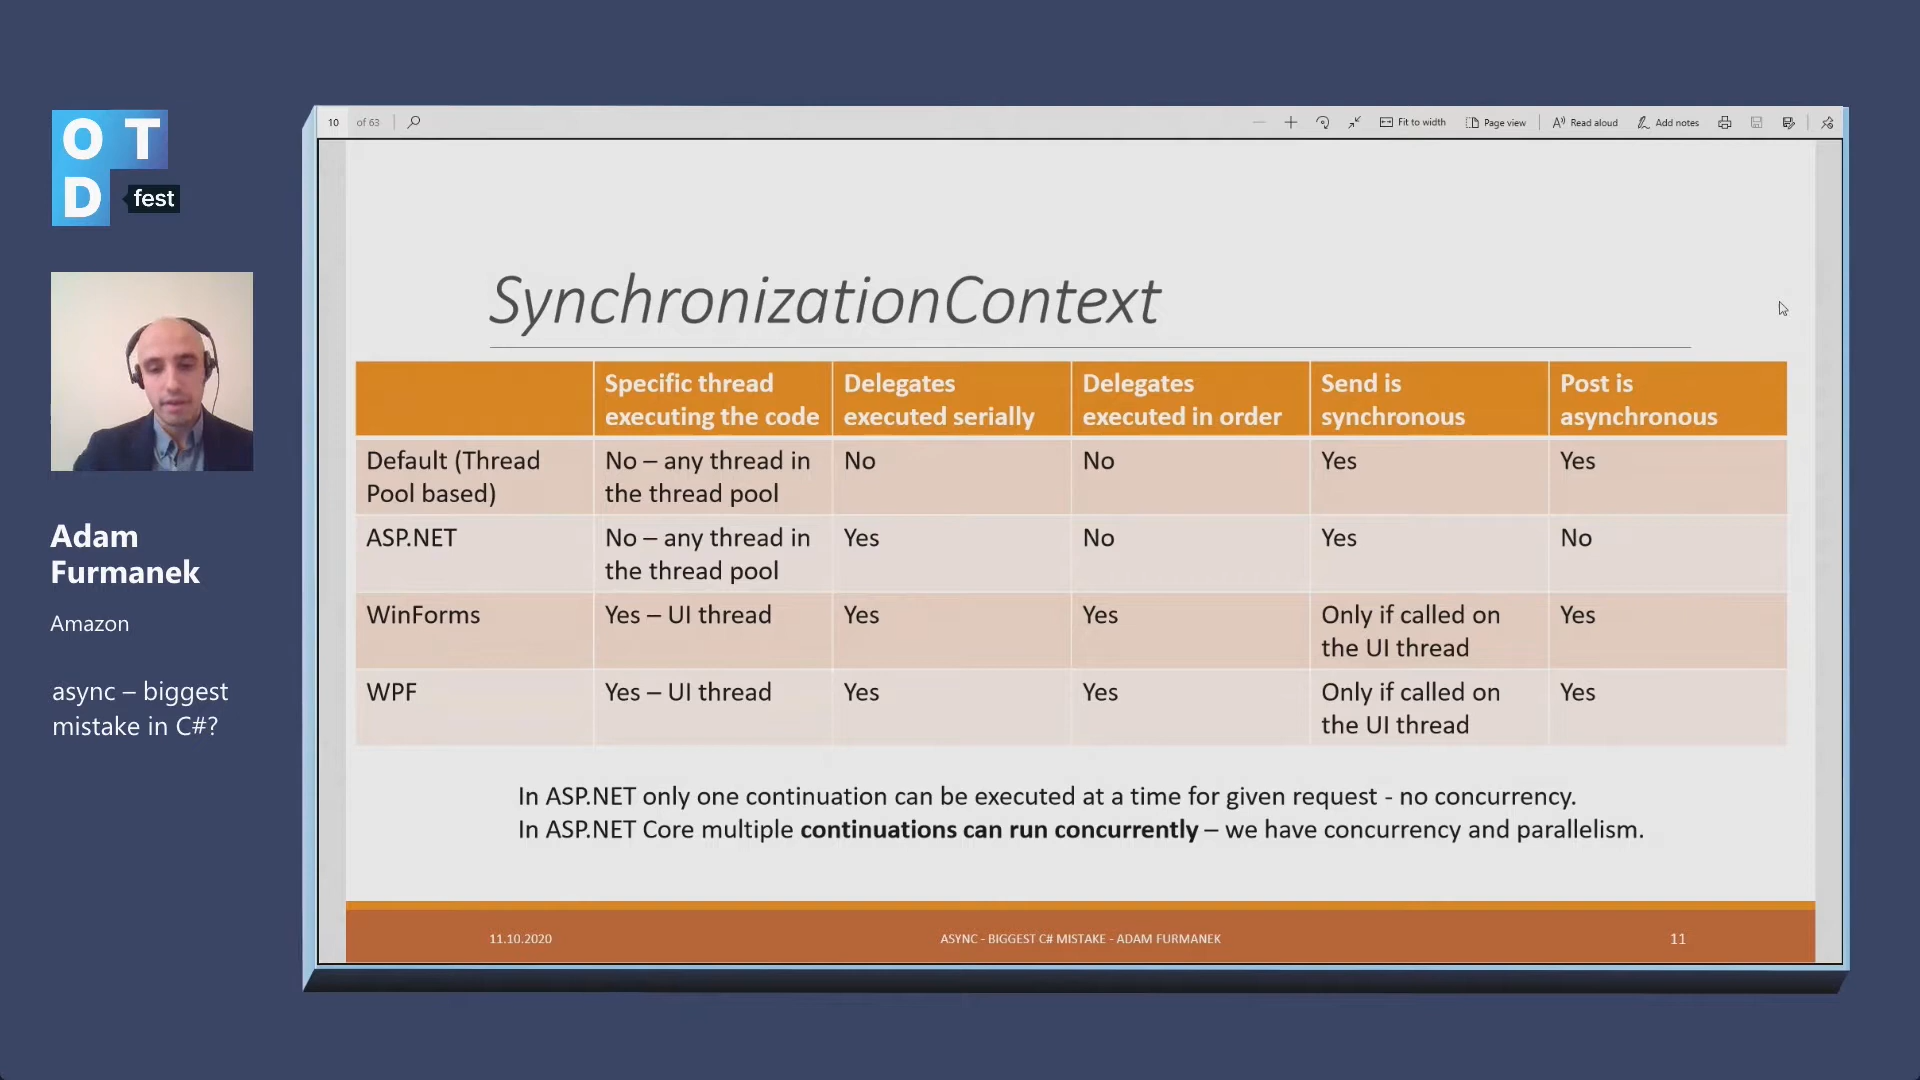 O T
D fest
Adam
Furmanek
Amazon
async – biggest
mistake in C#?
10 of 63
Fit to width Page view Read aloud Add notes
SynchronizationContext
Specific thread
executing the code
Delegates
executed serially
Delegates
executed in order
Send is
synchronous
Post is
asynchronous
Default (Thread
Pool based)
No – any thread in
the thread pool
No
No
Yes
Yes
ASP.NET
No – any thread in
the thread pool
Yes
No
Yes
No
WinForms
Yes – UI thread
Yes
Yes
Only if called on
the UI thread
Yes
WPF
Yes – UI thread
Yes
Yes
Only if called on
the UI thread
Yes
In ASP.NET only one continuation can be executed at a time for given request - no concurrency.
In ASP.NET Core multiple continuations can run concurrently – we have concurrency and parallelism.
11.10.2020 ASYNC - BIGGEST C# MISTAKE - ADAM FURMANEK 11